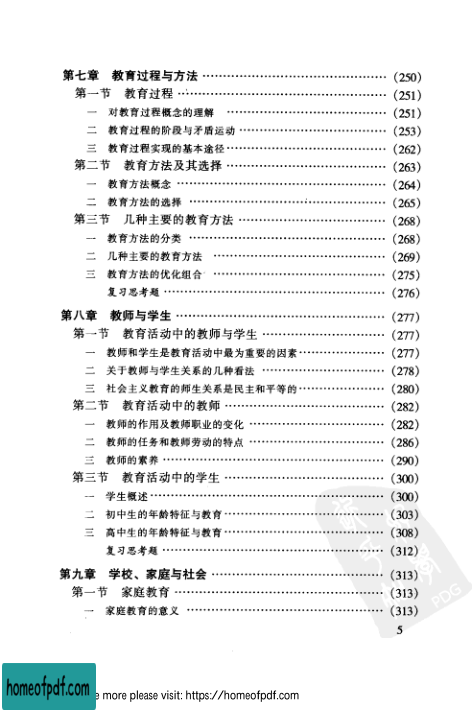 第七章 教育过程与方法 …………………………… (250)
第一节 教育过程 …………………………… (251)
一 对教育过程概念的理解 …………………………… (251)
二 教育过程的阶段与矛盾运动 …………………………… (253)
三 教育过程实现的基本途径 …………………………… (262)
第二节 教育方法及其选择 …………………………… (263)
一 教育方法概念 …………………………… (264)
二 教育方法的选择 …………………………… (265)
第三节 几种主要的教育方法 …………………………… (268)
一 教育方法的分类 …………………………… (268)
二 几种主要的教育方法 …………………………… (269)
三 教育方法的优化组合 …………………………… (275)
复习思考题 …………………………… (276)
第八章 教师与学生 …………………………… (277)
第一节 教育活动中的教师与学生 …………………………… (277)
一 教师和学生是教育活动中最为重要的因素 …………………………… (277)
二 关于教师与学生关系的几种看法 …………………………… (278)
三 社会主义教育的师生关系是民主和平等的 …………………………… (280)
第二节 教育活动中的教师 …………………………… (282)
一 教师的作用及教师职业的变化 …………………………… (282)
二 教师的任务和教师劳动的特点 …………………………… (286)
三 教师的素养 …………………………… (290)
第三节 教育活动中的学生 …………………………… (300)
一 学生概述 …………………………… (300)
二 初中生的年龄特征与教育 …………………………… (303)
三 高中生的年龄特征与教育 …………………………… (308)
复习思考题 …………………………… (312)
第九章 学校、家庭与社会 …………………………… (313)
第一节 家庭教育 …………………………… (313)
一 家庭教育的意义 …………………………… (313)
PDG
5
homeofpdf.com
e more please visit: https://homeofpdf.com